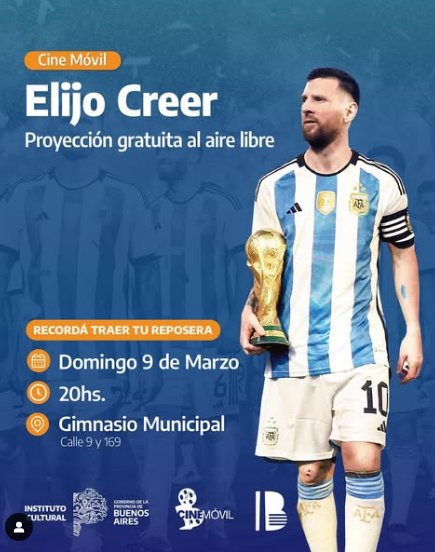 Cine Móvil
Elijo Creer
Proyección gratuita al aire libre
AFA
RECORDÁ TRAER TU REPOSERA
Domingo 9 de Marzo
20hs.
10
Gimnasio Municipal
Calle 9 y 169
INSTITUTO
CULTURAL
GOBIERNO DE LA
PROVINCIA DE
BUENOS
AIRES
CINEMÓVIL
B